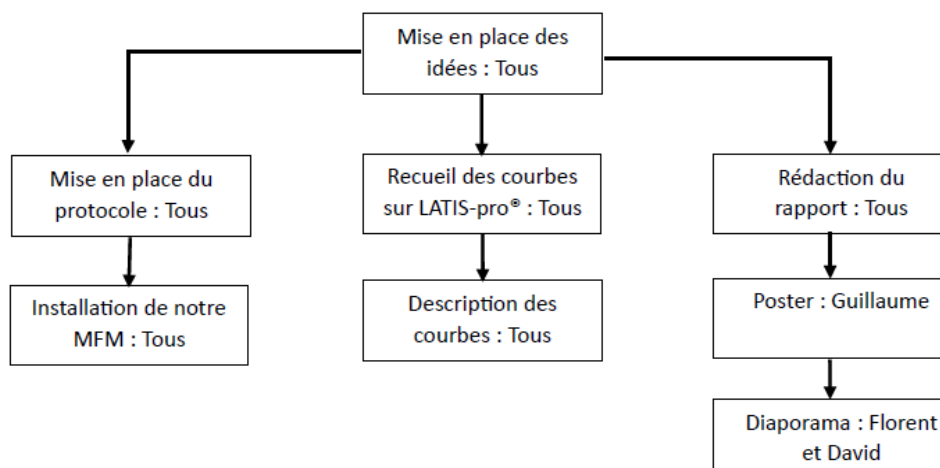 Mise en place des
idées : Tous
Mise en place du
protocole : Tous
Recueil des courbes
sur LATIS-pro® : Tous
Rédaction du
rapport : Tous
Installation de notre
MFM : Tous
Description des
courbes : Tous
Poster : Guillaume
Diaporama : Florent
et David